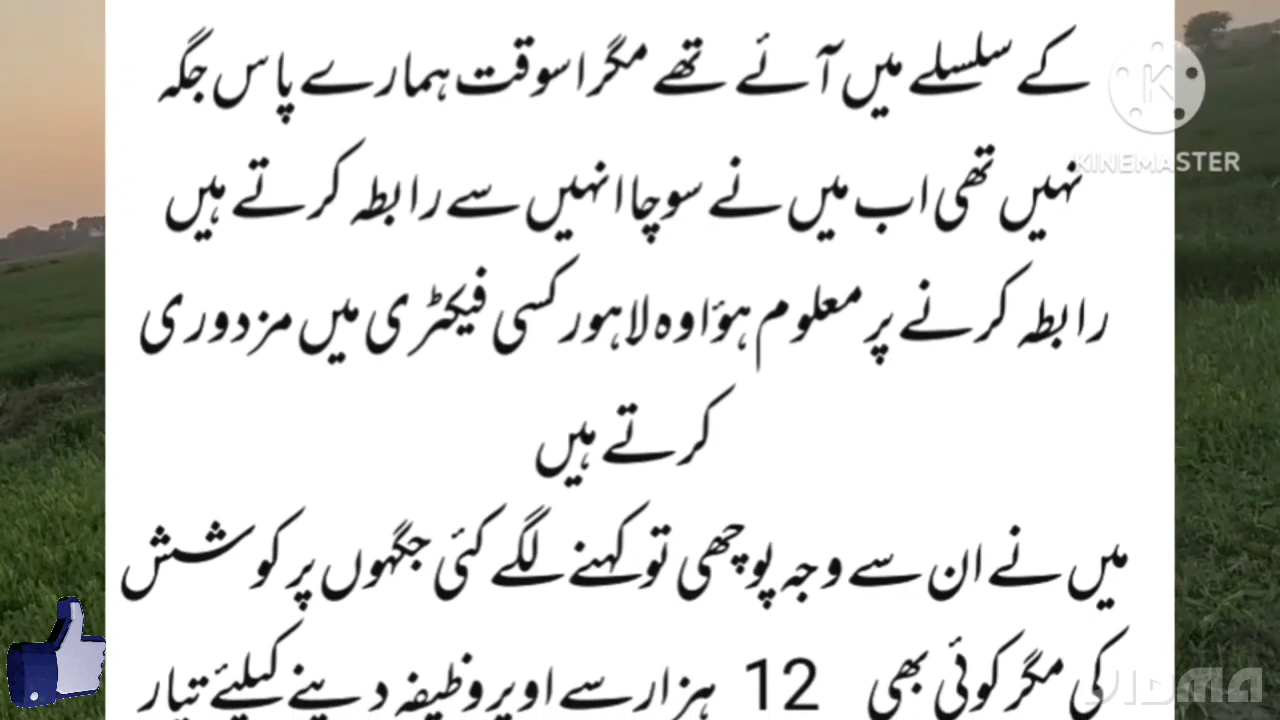 کے سلسلے میں آئے تھے مگر اسوقت ہمارے پاس جگہ
KINEMASTER
نہیں تھی اب میں نے سوچا انہیں سے رابطہ کرتے ہیں
رابطہ کرنے پر معلوم ہؤا وہ لاہور کسی فیکٹری میں مزدوری
کرتے ہیں
میں نے ان سے وجہ پوچھی تو کہنے لگے کئی جگہوں پر کوشش
کی مگر کوئی بھی 12 ہزار سے اوپر وظیفہ دینے کیلئے تیار
VIDMA